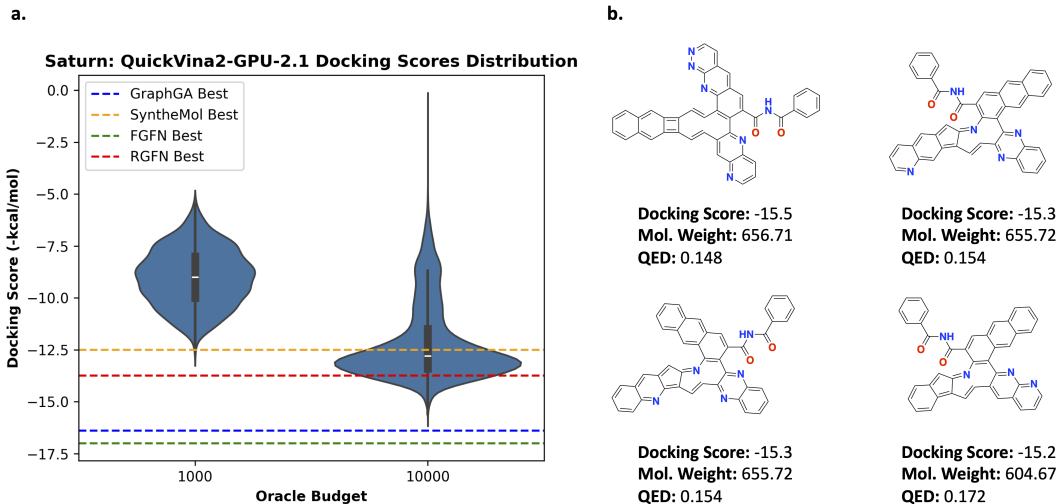 a.
Saturn: QuickVina2-GPU-2.1 Docking Scores Distribution
GraphGA Best
SyntheMol Best
FGFN Best
RGFN Best
0.0
−2.5
−5.0
−7.5
−10.0
−12.5
−15.0
−17.5
Docking Score (-kcal/mol)
1000
10000
Oracle Budget
b.
N
N
N
H
N
O
O
N
N
Docking Score: -15.5
Mol. Weight: 656.71
QED: 0.148
NH
O
O
N
N
N
N
Docking Score: -15.3
Mol. Weight: 655.72
QED: 0.154
HN
O
O
N
N
N
N
Docking Score: -15.3
Mol. Weight: 655.72
QED: 0.154
NH
O
O
N
N
N
Docking Score: -15.2
Mol. Weight: 604.67
QED: 0.172